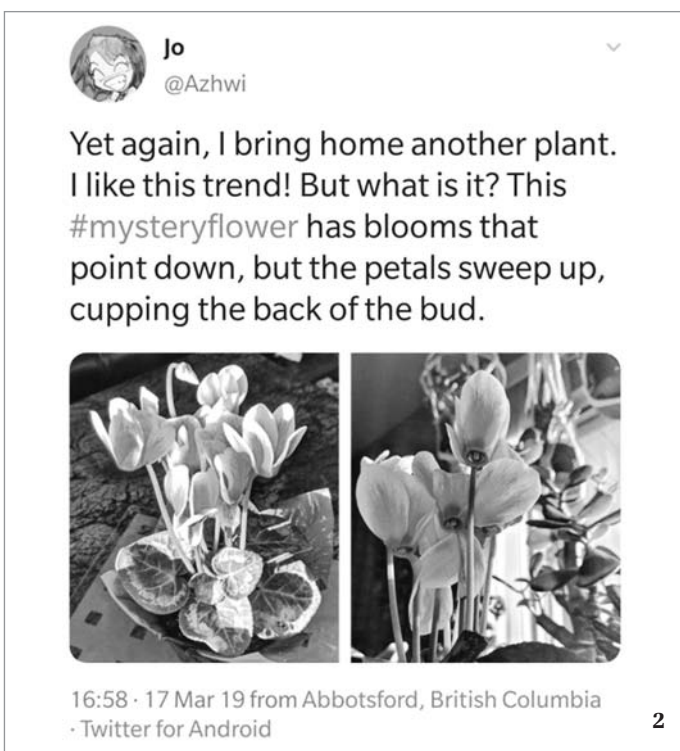 Jo
@Azhwi
Yet again, I bring home another plant.
I like this trend! But what is it? This
#mysteryflower has blooms that
point down, but the petals sweep up,
cupping the back of the bud.
16:58 · 17 Mar 19 from Abbotsford, British Columbia
· Twitter for Android
2